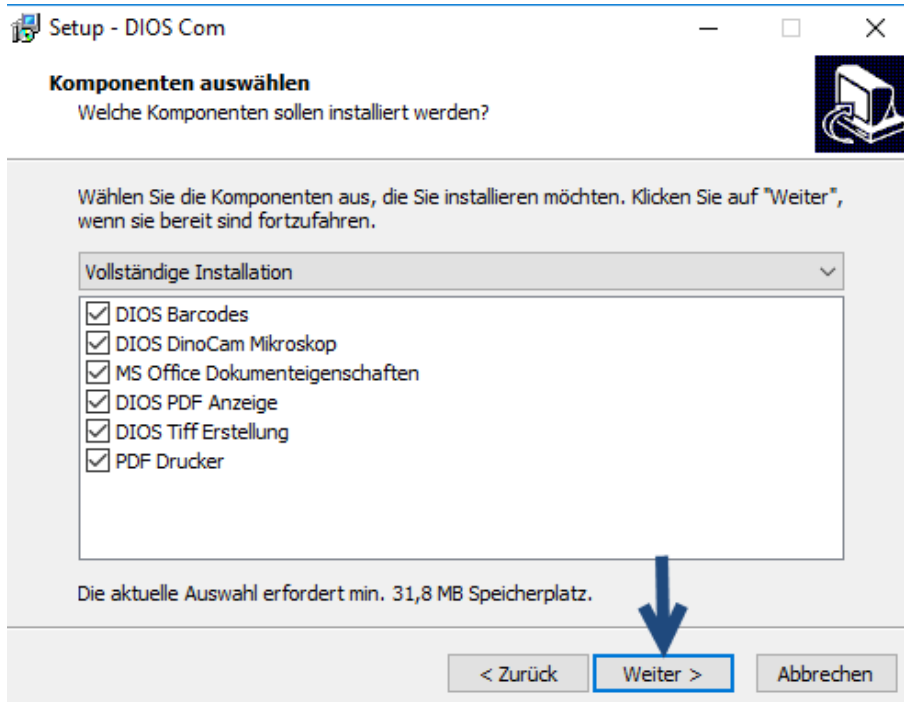 Setup - DIOS Com
Komponenten auswählen
Welche Komponenten sollen installiert werden?
Wählen Sie die Komponenten aus, die Sie installieren möchten. Klicken Sie auf "Weiter",
wenn sie bereit sind fortzufahren.
Vollständige Installation
DIOS Barcodes
DIOS DinoCam Mikroskop
MS Office Dokumenteigenschaften
DIOS PDF Anzeige
DIOS Tiff Erstellung
PDF Drucker
Die aktuelle Auswahl erfordert min. 31,8 MB Speicherplatz.
< Zurück Weiter > Abbrechen